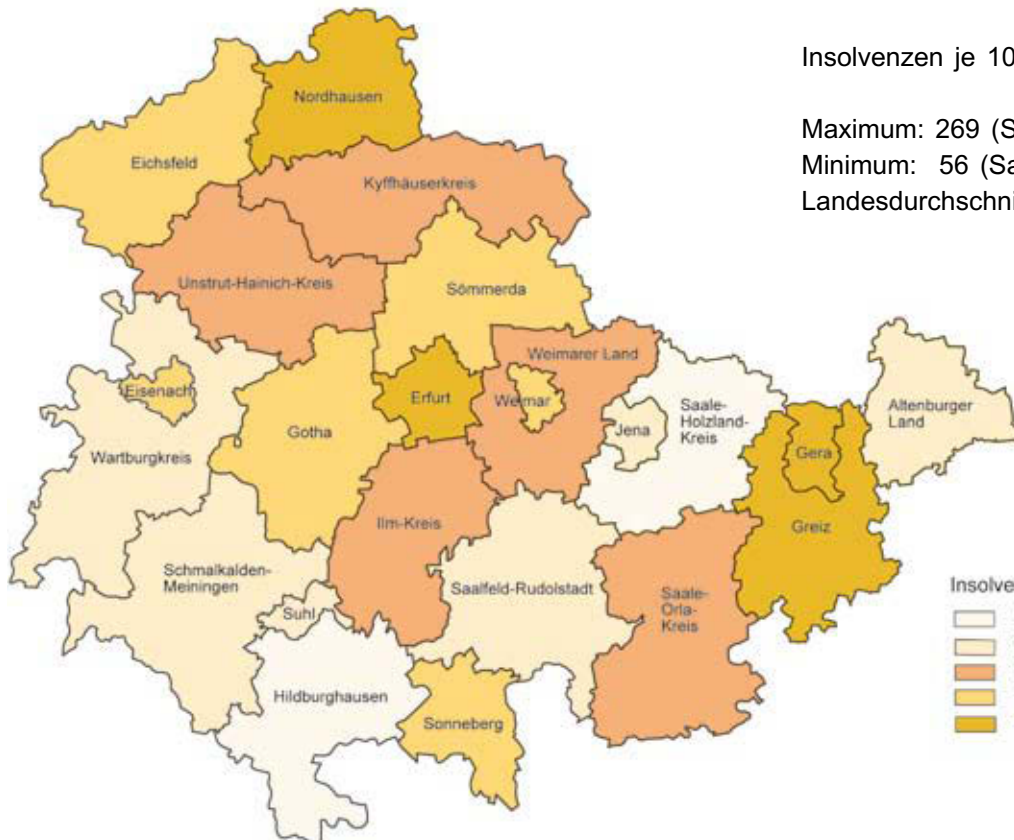 Insolvenzen je 10
Maximum: 269 (S
Minimum: 56 (Sa
Landesdurchschni
Nordhausen
Eichsfeld
Kyffhäuserkreis
Unstrut-Hainich-Kreis
Sömmerda
Weimarer Land
Eisenach
Erfurt
Weimar
Saale-
Holzland-
Kreis
Altenburger
Land
Jena
Gotha
Wartburgkreis
Gera
Ilm-Kreis
Greiz
Schmalkalden-
Meiningen
Saalfeld-Rudolstadt
Saale-
Orla-
Kreis
Suhl
Insolve
Hildburghausen
Sonneberg